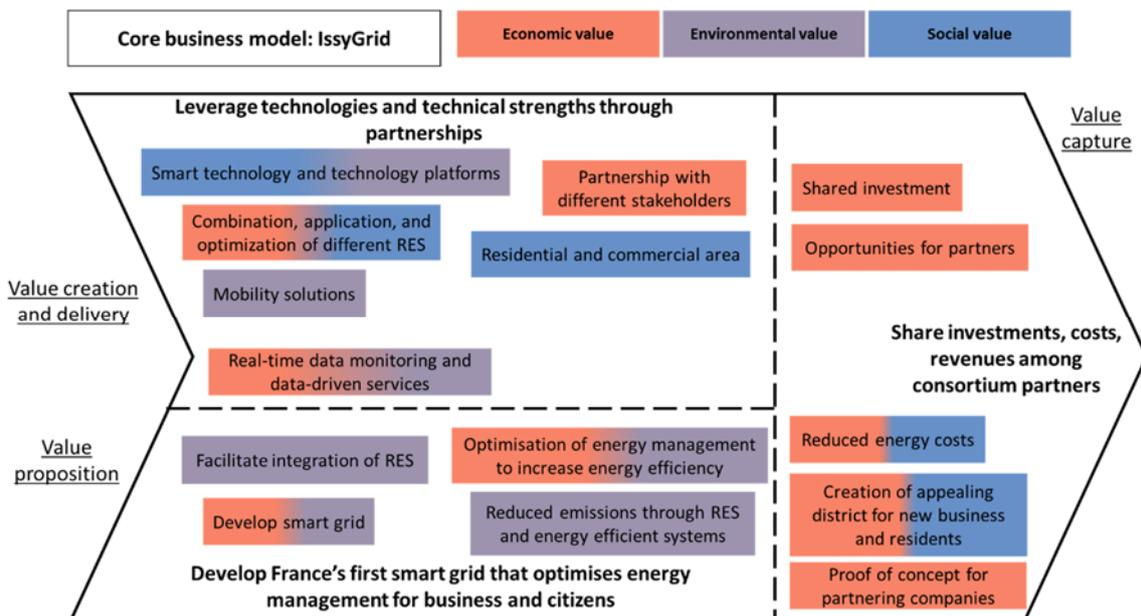 Core business model: IssyGrid
Economic value
Environmental value
Social value
Leverage technologies and technical strengths through
partnerships
Value
capture
Smart technology and technology platforms
Partnership with
different stakeholders
Shared investment
Combination, application, and
optimization of different RES
Residential and commercial area
Opportunities for partners
Mobility solutions
Value creation
and delivery
Share investments, costs,
revenues among
consortium partners
Real-time data monitoring and
data-driven services
Value
proposition
Facilitate integration of RES
Optimisation of energy management
to increase energy efficiency
Reduced energy costs
Develop smart grid
Reduced emissions through RES
and energy efficient systems
Creation of appealing
district for new business
and residents
Develop France’s first smart grid that optimises energy
management for business and citizens
Proof of concept for
partnering companies